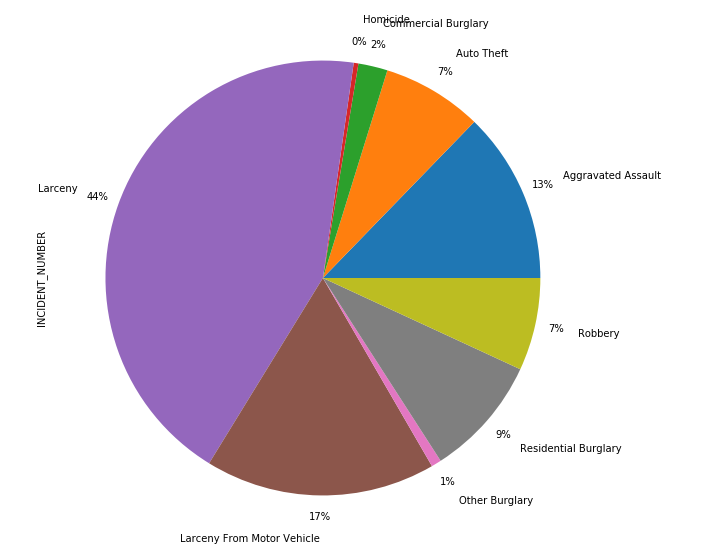 Homicide
Commercial Burglary
0%
2%
Auto Theft
7%
Aggravated Assault
13%
Larceny
44%
INCIDENT_NUMBER
7%
Robbery
9%
Residential Burglary
1%
Other Burglary
17%
Larceny From Motor Vehicle